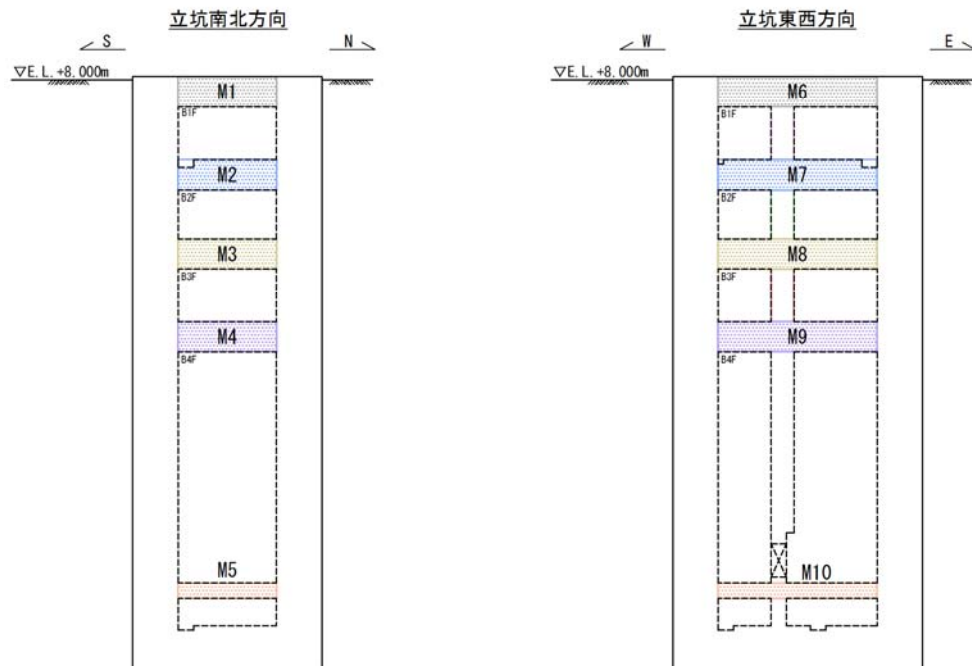 立坑南北方向
S
N
▽E.L.+8.000m
M1
B1F
M2
B2F
M3
B3F
M4
B4F
M5
立坑東西方向
W
E
▽E.L.+8.000m
M6
B1F
M7
B2F
M8
B3F
M9
B4F
M10